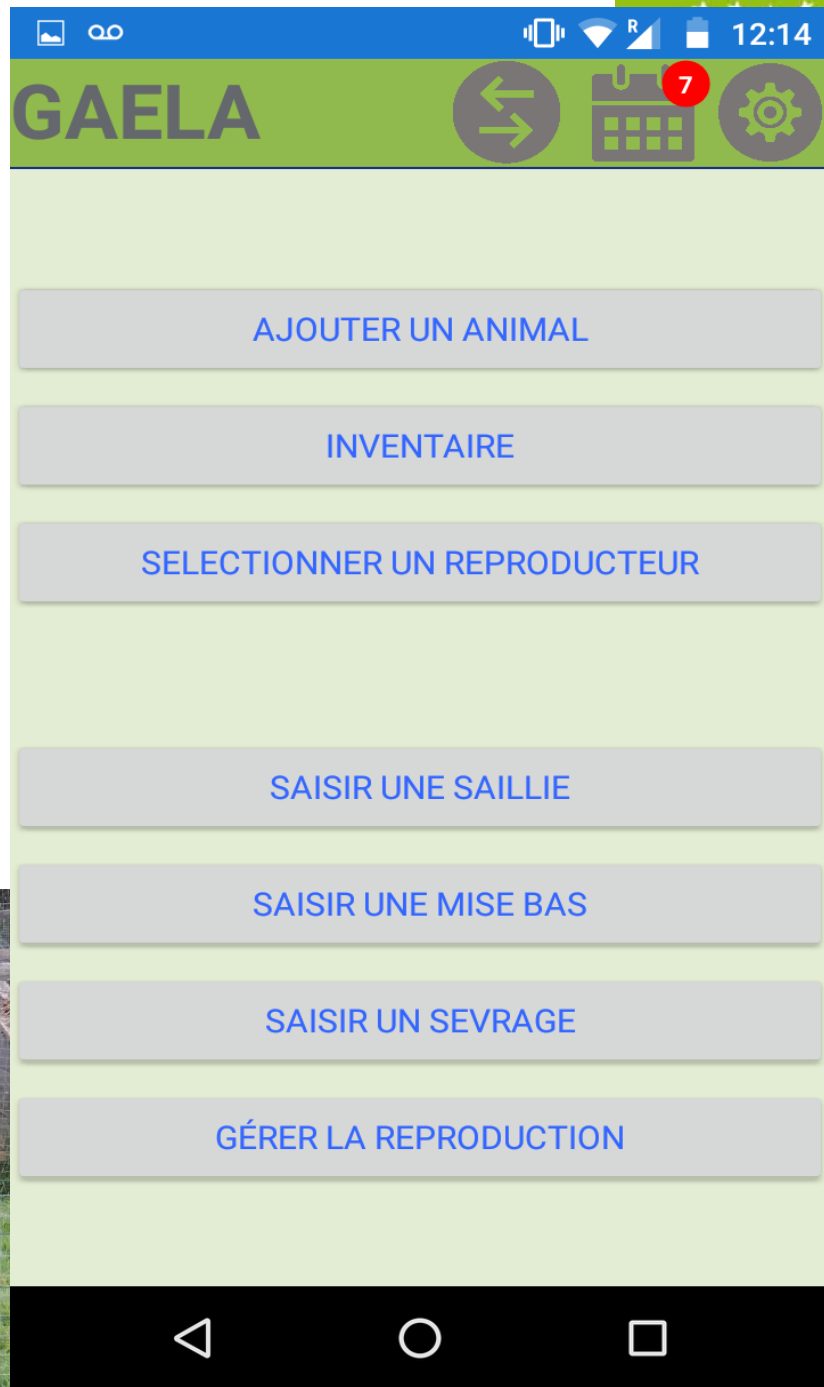 12:14
GAELA
7
AJOUTER UN ANIMAL
INVENTAIRE
SELECTIONNER UN REPRODUCTEUR
SAISIR UNE SAILLIE
SAISIR UNE MISE BAS
SAISIR UN SEVRAGE
GÉRER LA REPRODUCTION